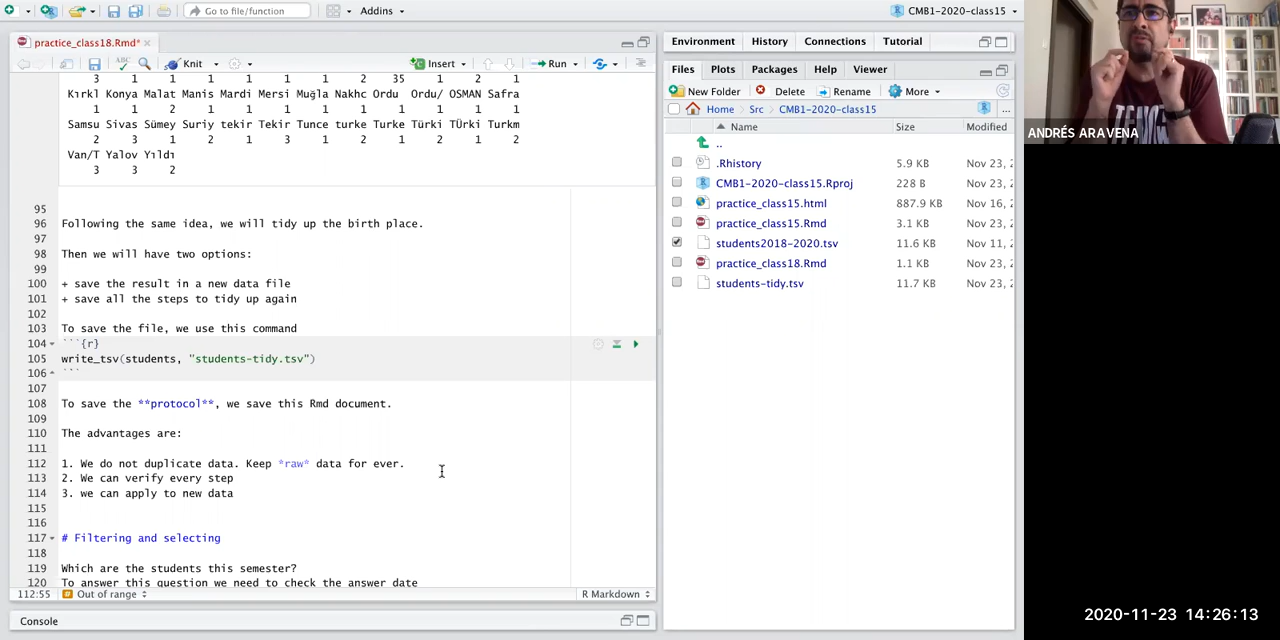 Go to file/function
Addins
CMB1-2020-class15
practice_class18.Rmd*
Knit
Insert
Run
3 1 1 1 1 1 1 2 35 1 2 1
Kırkl Konya Malat Manis Mardi Mersi Muğla Nakhc Ordu Ordu/ OSMAN Safra
1 1 2 1 1 1 1 1 1 1 1 1
Samsu Sivas Sümey Suriy tekir Tekir Tunce turke Turke Türki TÜrki Turkm
2 3 1 2 1 3 1 2 1 2 1 2
Van/T Yalov Yıldı
3 3 2
95
96 Following the same idea, we will tidy up the birth place.
97
98 Then we will have two options:
99
100 + save the result in a new data file
101 + save all the steps to tidy up again
102
103 To save the file, we use this command
104 ```{r}
105 write_tsv(students, "students-tidy.tsv")
106 ```
107
108 To save the **protocol**, we save this Rmd document.
109
110 The advantages are:
111
112 1. We do not duplicate data. Keep *raw* data for ever.
113 2. We can verify every step
114 3. we can apply to new data
115
116
117 # Filtering and selecting
118
119 Which are the students this semester?
120 To answer this question we need to check the answer date
112:55 Out of range R Markdown
Console
Environment History Connections Tutorial
Files Plots Packages Help Viewer
New Folder Delete Rename More
Home Src CMB1-2020-class15 ...
Name Size Modified
..
.Rhistory 5.9 KB Nov 23, 2
CMB1-2020-class15.Rproj 228 B Nov 23, 2
practice_class15.html 887.9 KB Nov 16, 2
practice_class15.Rmd 3.1 KB Nov 23, 2
students2018-2020.tsv 11.6 KB Nov 11, 2
practice_class18.Rmd 1.1 KB Nov 23, 2
students-tidy.tsv 11.7 KB Nov 23, 2
ANDRÉS ARAVENA
2020-11-23 14:26:13